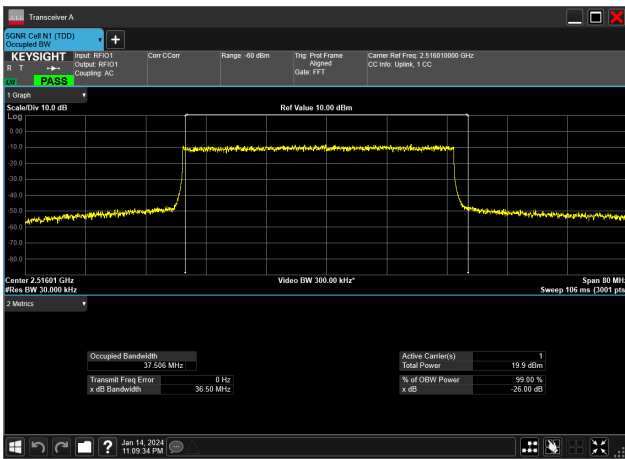 Transceiver A
5GNR Cell N1 (TDD)
Occupied BW
KEYSIGHT
R T
LXI
PASS
Input: RFIO1
Output: RFIO1
Coupling: AC
Corr CCorr
Range: -60 dBm
Trig: Prot Frame
Aligned
Gate: FFT
Carrier Ref Freq: 2.516010000 GHz
CC Info: Uplink, 1 CC
1 Graph
Scale/Div 10.0 dB
Ref Value 10.00 dBm
Log
0.00
-10.0
-20.0
-30.0
-40.0
-50.0
-60.0
-70.0
-80.0
Center 2.51601 GHz
Video BW 300.00 kHz*
Span 80 MHz
#Res BW 30.000 kHz
Sweep 106 ms (3001 pts
2 Metrics
Occupied Bandwidth
37.506 MHz
Transmit Freq Error 0 Hz
x dB Bandwidth 36.50 MHz
Active Carrier(s) 1
Total Power 19.9 dBm
% of OBW Power 99.00 %
x dB -26.00 dB
?
Jan 14, 2024
11:09:34 PM